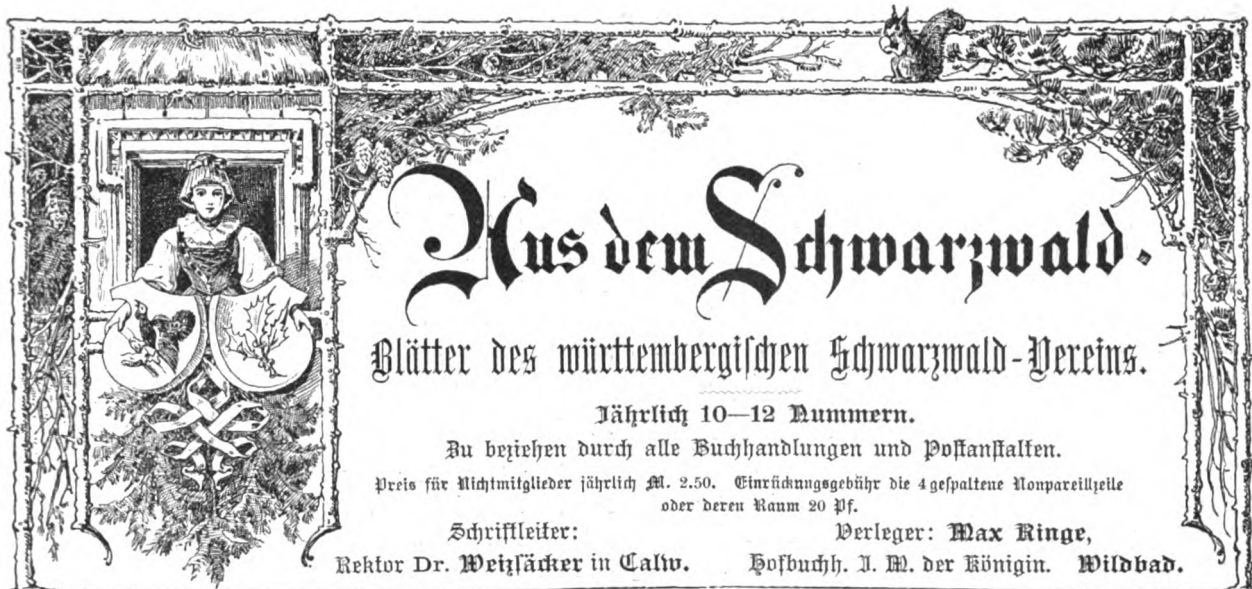 Aus dem Schwarzwald.
Blätter des württembergischen Schwarzwald-Vereins.
Jährlich 10—12 Nummern.
Zu beziehen durch alle Buchhandlungen und Postanstalten.
Preis für Nichtmitglieder jährlich M. 2.50. Einrückungsgebühr die 4 gespaltene Nonpareillzeile
oder deren Raum 20 Pf.
Schriftleiter:
Rektor Dr. Weizsäcker in Calw.
Verleger: Max Ringe,
Hofbuchh. I. M. der Königin. Wildbad.